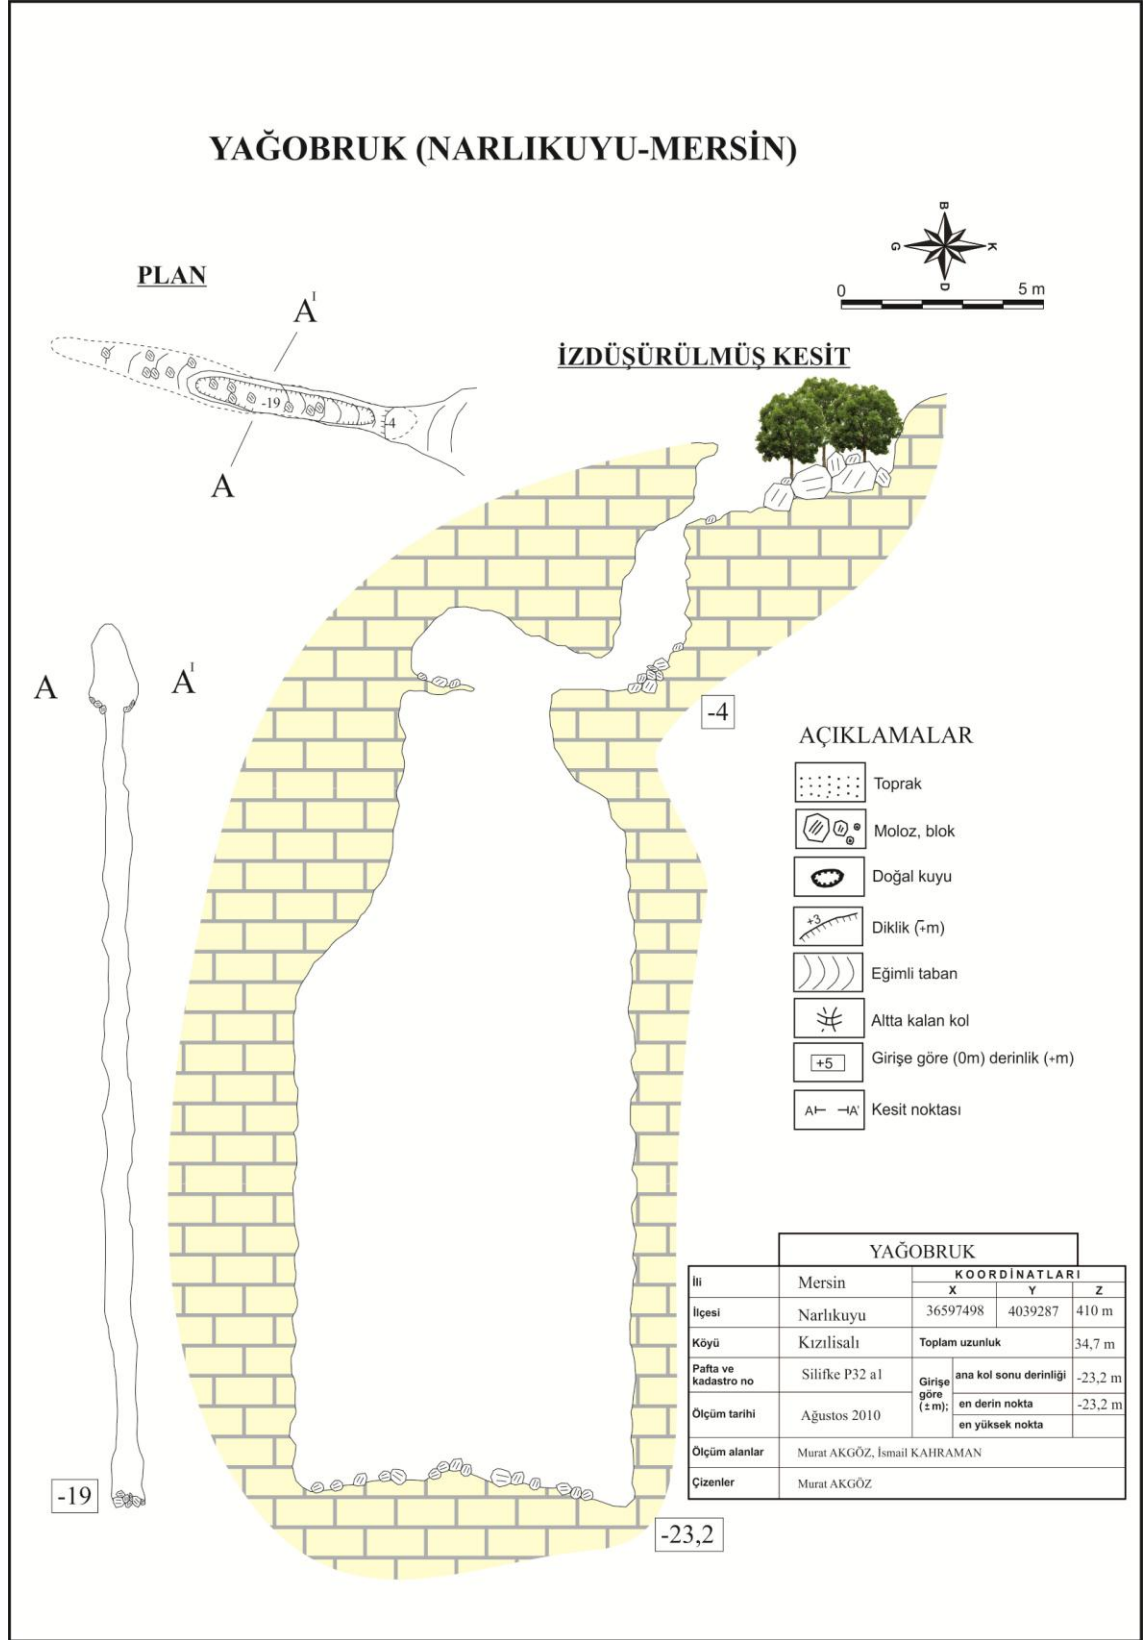 YAĞOBRUK (NARLIKUYU-MERSİN)
B
G K
D
PLAN
0 5 m
A'
İZDÜŞÜRÜLMÜŞ KESİT
-19
-4
A
A A'
-4
AÇIKLAMALAR
Toprak
Moloz, blok
Doğal kuyu
+3 Diklik (∓m)
Eğimli taban
Altta kalan kol
+5 Girişe göre (0m) derinlik (+m)
A⊢ ⊣A' Kesit noktası
YAĞOBRUK
İli Mersin KOORDİNATLARI
X Y Z
İlçesi Narlıkuyu 36597498 4039287 410 m
Köyü Kızılisalı Toplam uzunluk 34,7 m
Pafta ve
kadastro no Silifke P32 a1 Girişe
göre
(±m); ana kol sonu derinliği -23,2 m
Ölçüm tarihi Ağustos 2010 en derin nokta -23,2 m
en yüksek nokta
Ölçüm alanlar Murat AKGÖZ, İsmail KAHRAMAN
Çizenler Murat AKGÖZ
-19
-23,2